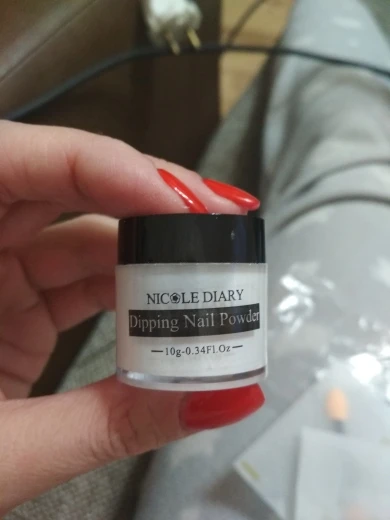 NICOLE DIARY
Dipping Nail Powder
10g-0.34Fl.Oz